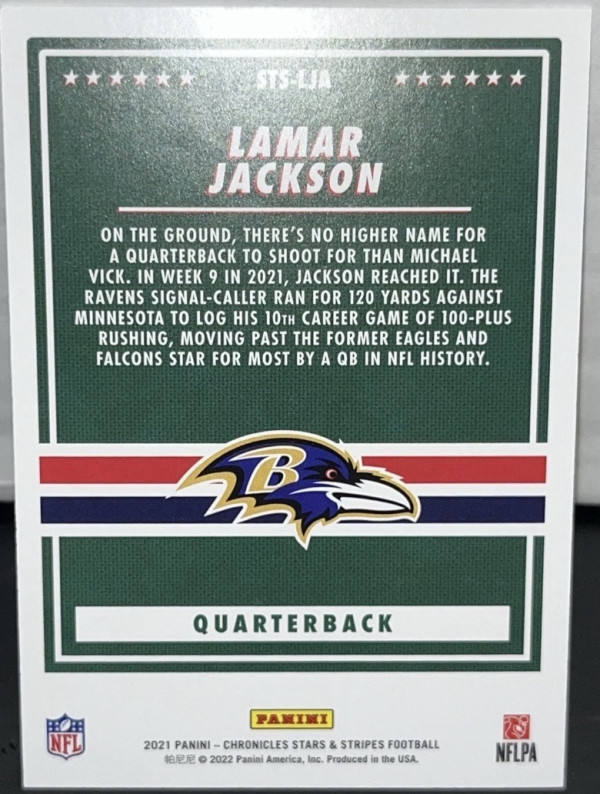 STS-LJA
LAMAR
JACKSON
ON THE GROUND, THERE'S NO HIGHER NAME FOR
A QUARTERBACK TO SHOOT FOR THAN MICHAEL
VICK. IN WEEK 9 IN 2021, JACKSON REACHED IT. THE
RAVENS SIGNAL-CALLER RAN FOR 120 YARDS AGAINST
MINNESOTA TO LOG HIS 10TH CAREER GAME OF 100-PLUS
RUSHING, MOVING PAST THE FORMER EAGLES AND
FALCONS STAR FOR MOST BY A QB IN NFL HISTORY.
B
QUARTERBACK
PANINI
NFL
NFLPA
2021 PANINI – CHRONICLES STARS & STRIPES FOOTBALL
帕尼尼 © 2022 Panini America, Inc. Produced in the USA.